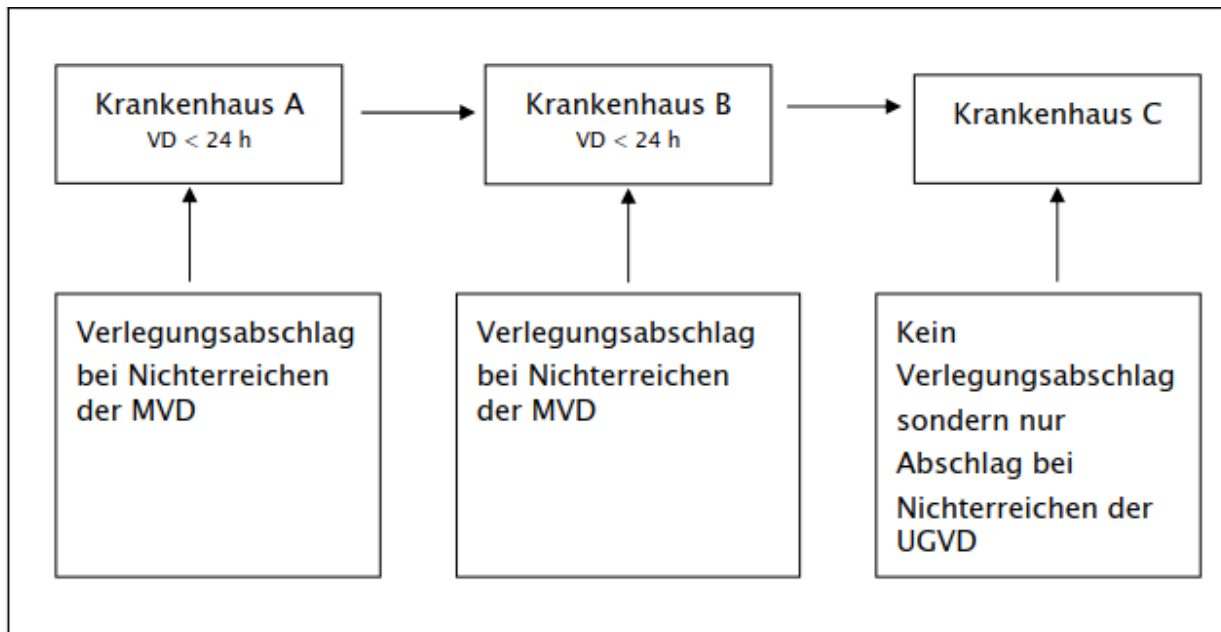 Krankenhaus A
VD < 24 h
Krankenhaus B
VD < 24 h
Krankenhaus C
Verlegungsabschlag
bei Nichterreichen
der MVD
Verlegungsabschlag
bei Nichterreichen
der MVD
Kein
Verlegungsabschlag
sondern nur
Abschlag bei
Nichterreichen der
UGVD